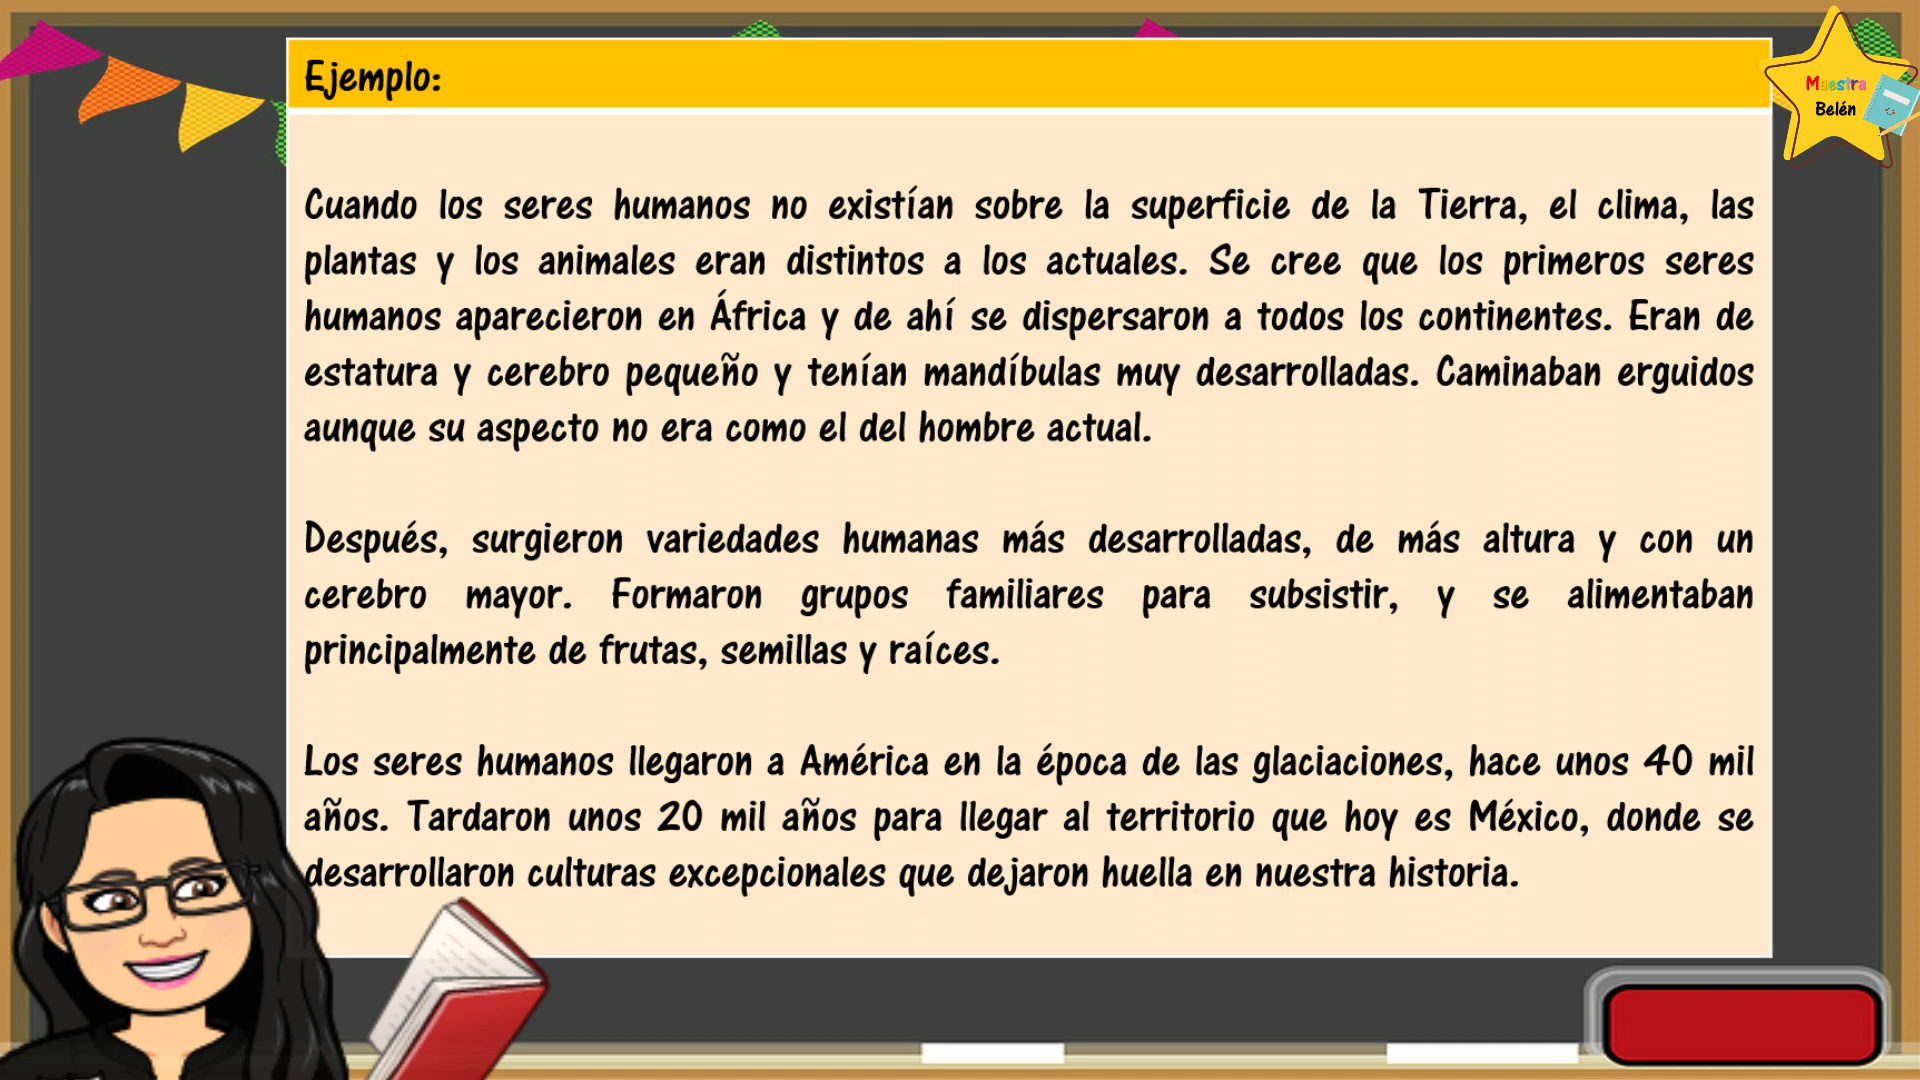 Ejemplo:
Maestra
Belén
Cuando los seres humanos no existían sobre la superficie de la Tierra, el clima, las
plantas y los animales eran distintos a los actuales. Se cree que los primeros seres
humanos aparecieron en África y de ahí se dispersaron a todos los continentes. Eran de
estatura y cerebro pequeño y tenían mandíbulas muy desarrolladas. Caminaban erguidos
aunque su aspecto no era como el del hombre actual.
Después, surgieron variedades humanas más desarrolladas, de más altura y con un
cerebro mayor. Formaron grupos familiares para subsistir, y se alimentaban
principalmente de frutas, semillas y raíces.
Los seres humanos llegaron a América en la época de las glaciaciones, hace unos 40 mil
años. Tardaron unos 20 mil años para llegar al territorio que hoy es México, donde se
desarrollaron culturas excepcionales que dejaron huella en nuestra historia.